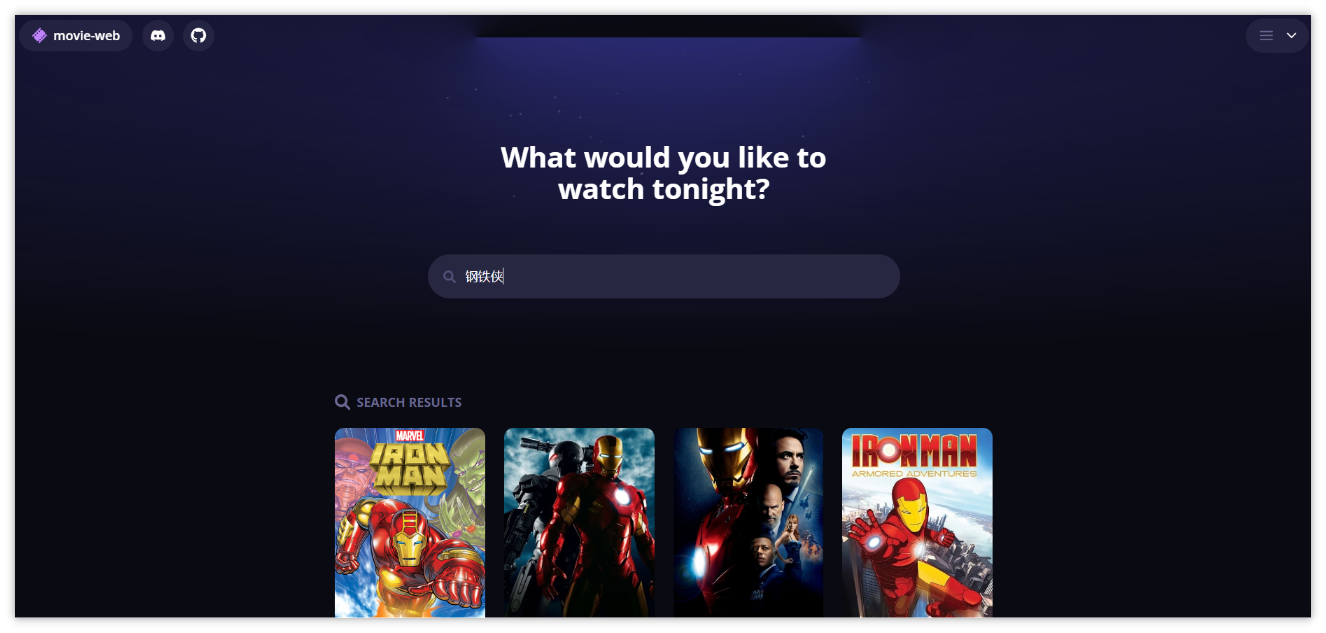 movie-web
What would you like to
watch tonight?
钢铁侠
SEARCH RESULTS
MARVEL
IRON
MAN
IRON MAN
ARMORED ADVENTURES